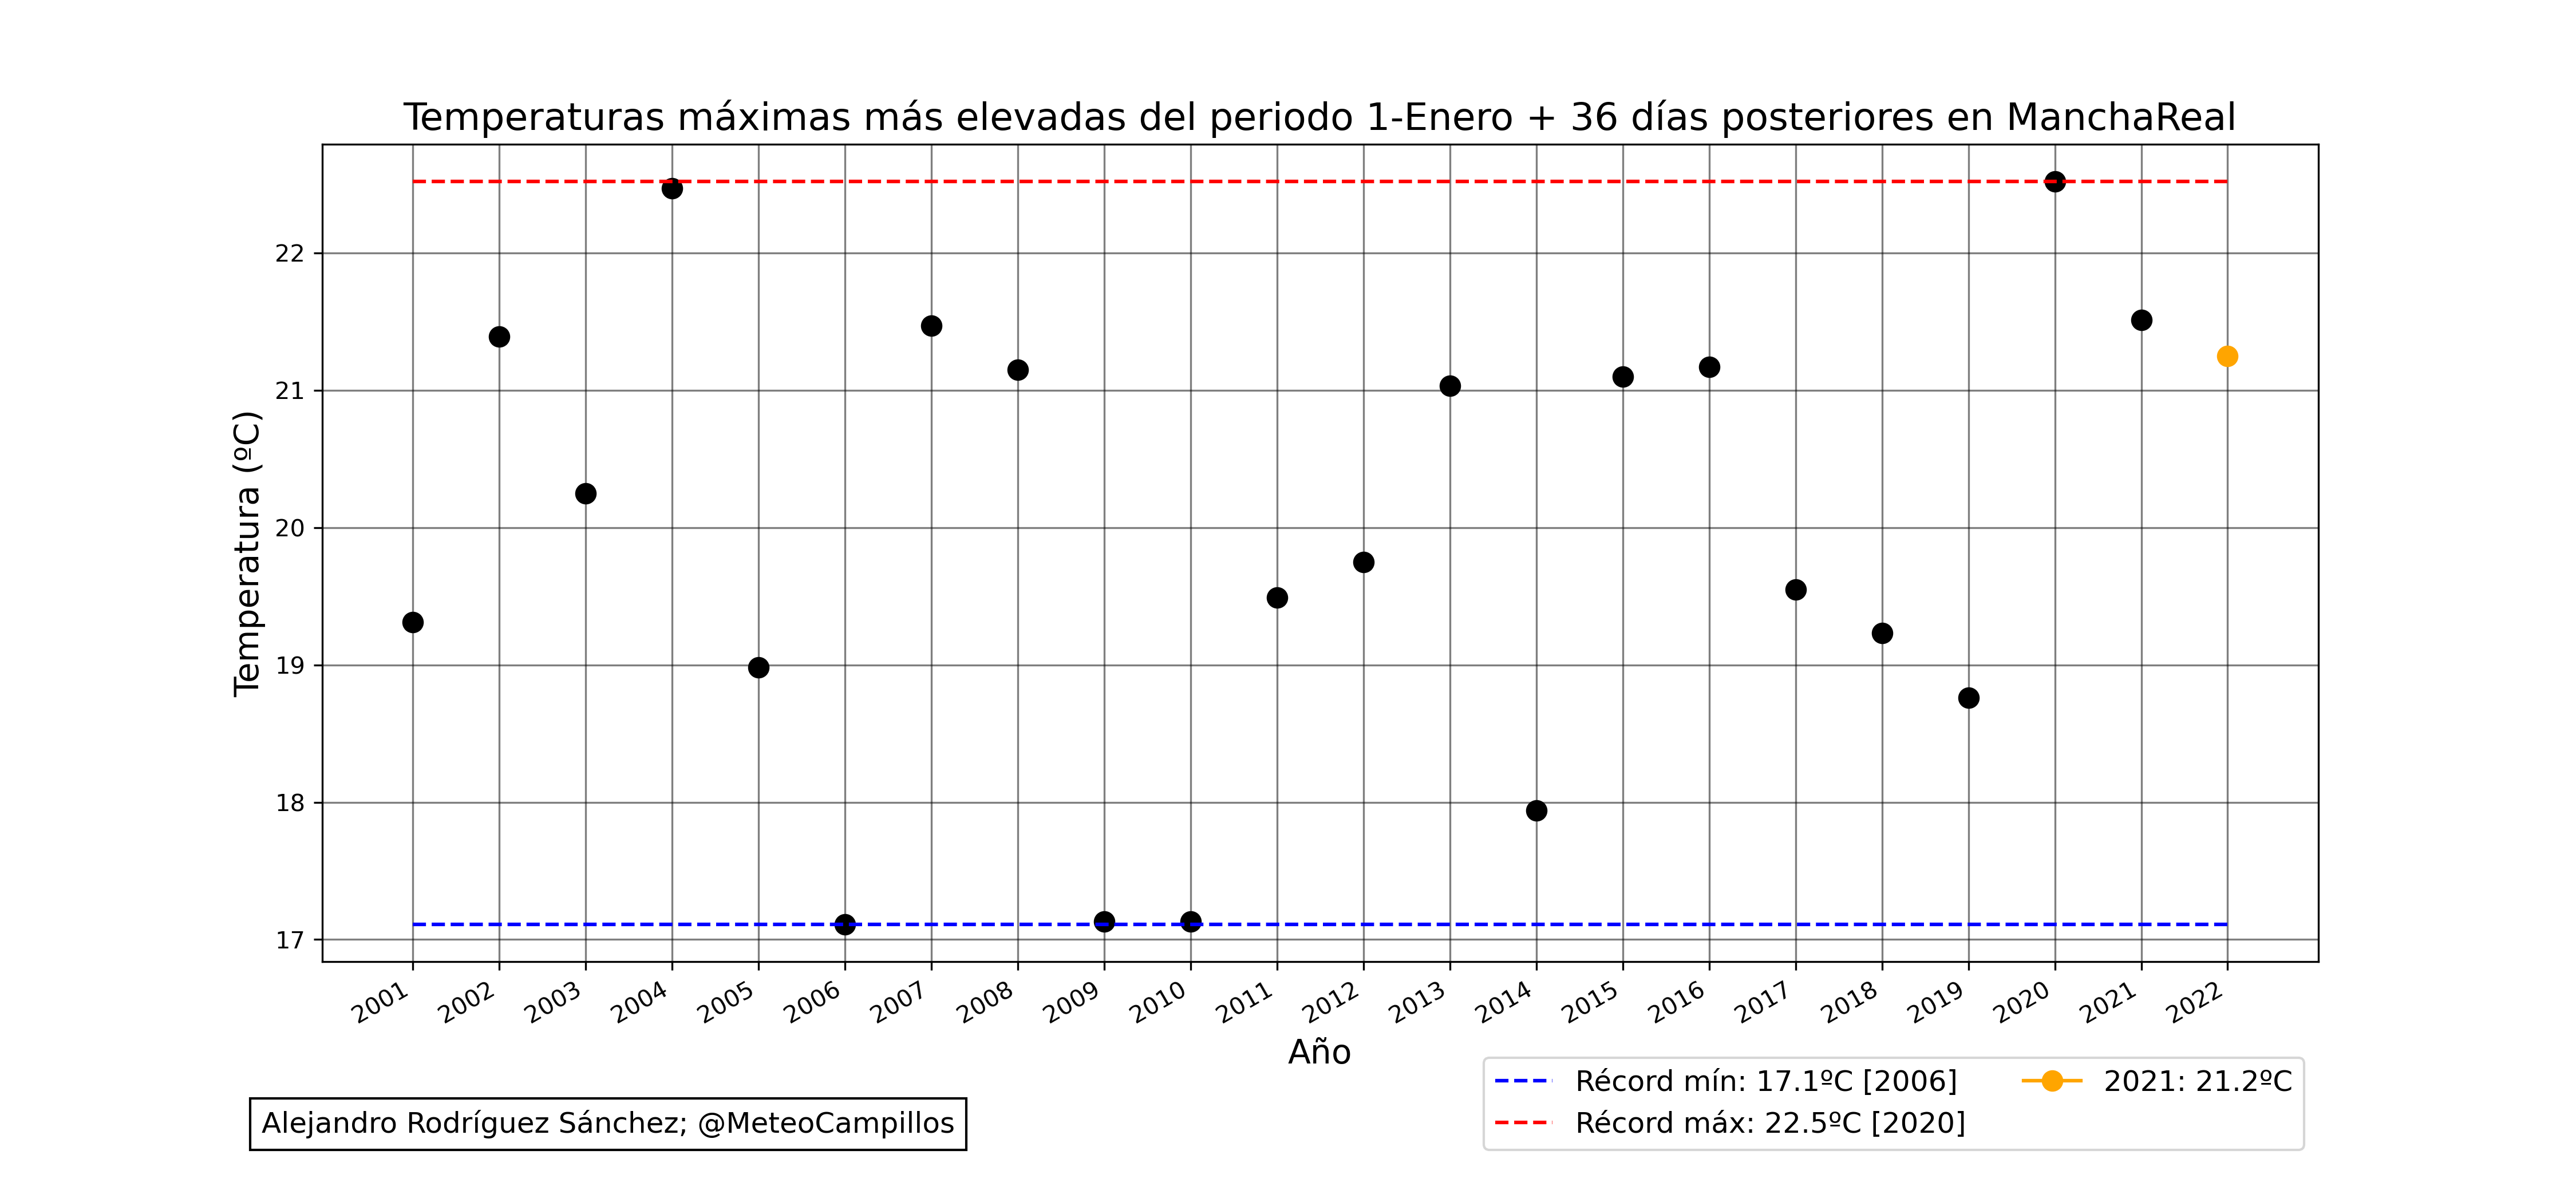 Temperaturas máximas más elevadas del periodo 1-Enero + 36 días posteriores en ManchaReal
Temperatura (ºC)
22
21
20
19
18
17
2001 2002 2003 2004 2005 2006 2007 2008 2009 2010 2011 2012 2013 2014 2015 2016 2017 2018 2019 2020 2021 2022
Año
Récord mín: 17.1ºC [2006]
Récord máx: 22.5ºC [2020]
2021: 21.2ºC
Alejandro Rodríguez Sánchez; @MeteoCampillos